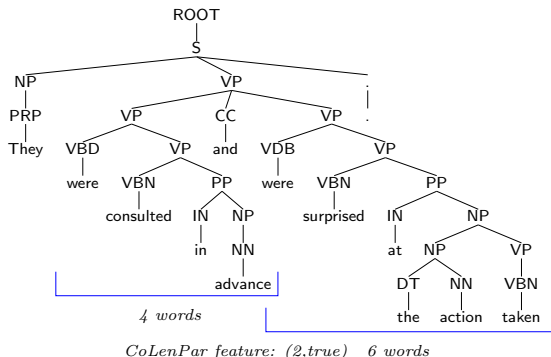 ROOT
S
NP VP .
PRP VP CC VP .
They VBD VP and VDB VP
were VBN PP were VBN PP
consulted IN NP surprised IN NP
in NN at NP VP
advance DT NN VBN
4 words the action taken
CoLenPar feature: (2,true) 6 words